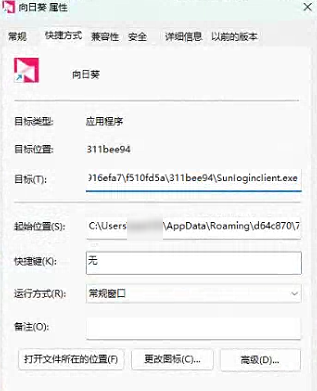 向日葵 属性
常规 快捷方式 兼容性 安全 详细信息 以前的版本
向日葵
目标类型: 应用程序
目标位置: 311bee94
目标(T): 916efa7\f510fd5a\311bee94\Sunloginclient.exe
起始位置(S): C:\Users \AppData\Roaming\d64c870\7
快捷键(K): 无
运行方式(R): 常规窗口
备注(O):
打开文件所在的位置(F) 更改图标(C)... 高级(D)...